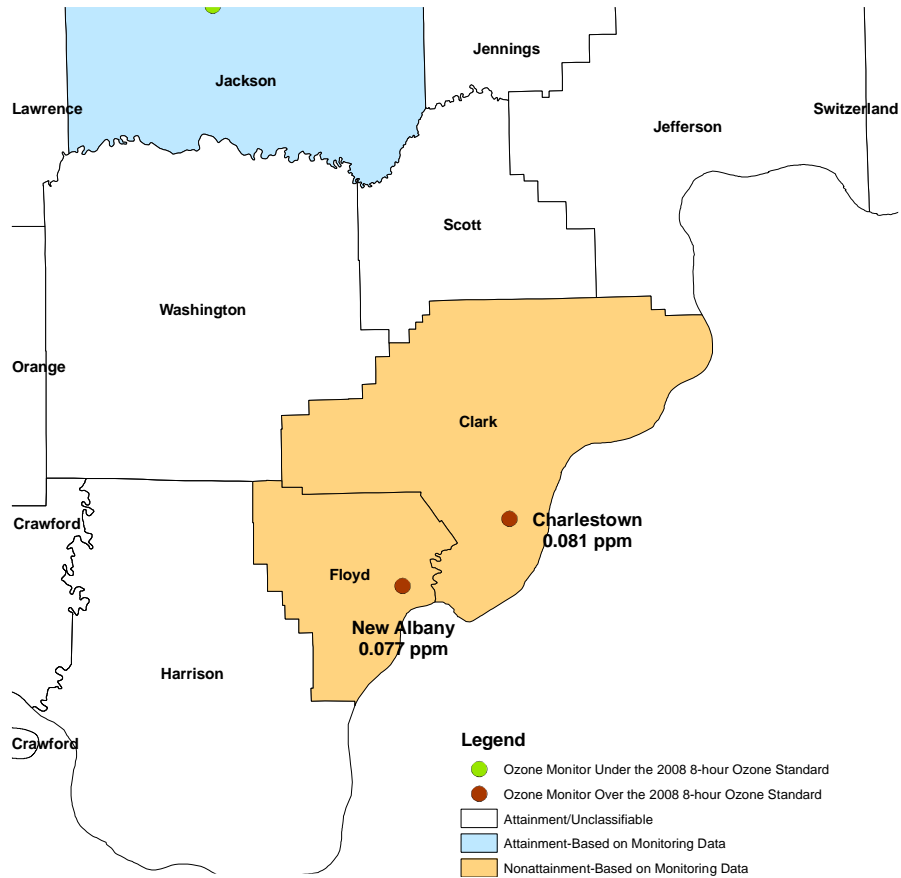 Jennings
Jackson
Lawrence
Switzerland
Jefferson
Scott
Washington
Orange
Clark
Crawford
Charlestown
0.081 ppm
Floyd
New Albany
0.077 ppm
Harrison
Crawford
Legend
Ozone Monitor Under the 2008 8-hour Ozone Standard
Ozone Monitor Over the 2008 8-hour Ozone Standard
Attainment/Unclassifiable
Attainment-Based on Monitoring Data
Nonattainment-Based on Monitoring Data